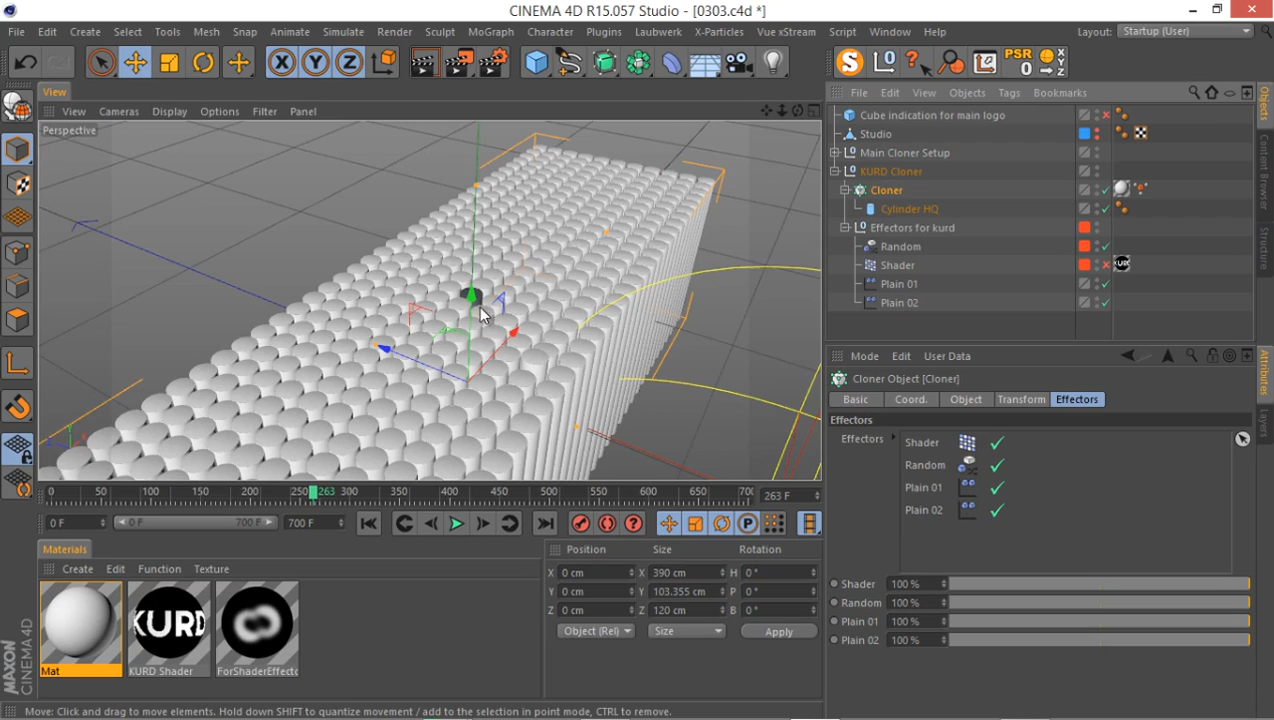 CINEMA 4D R15.057 Studio - [0303.c4d *]
File Edit Create Select Tools Mesh Snap Animate Simulate Render Sculpt MoGraph Character Plugins Laubwerk X-Particles Vue xStream Script Window Help Layout: Startup (User)
X Y Z S PSR 0
View
View Cameras Display Options Filter Panel
Perspective
File Edit View Objects Tags Bookmarks
Cube indication for main logo
Studio
Main Cloner Setup
KURD Cloner
Cloner
Cylinder HQ
Effectors for kurd
Random
Shader
Plain 01
Plain 02
Objects
Content Browser
Structure
Mode Edit User Data
Cloner Object [Cloner]
Basic Coord. Object Transform Effectors
Effectors
Effectors
Shader
Random
Plain 01
Plain 02
Shader 100 %
Random 100 %
Plain 01 100 %
Plain 02 100 %
Attributes
Layers
0 50 100 150 200 250 263 300 350 400 450 500 550 600 650 700 263 F
0 F 0 F 700 F 700 F
P
Materials
Create Edit Function Texture
KURD
Mat KURD Shader ForShaderEffecto
Position Size Rotation
X 0 cm X 390 cm H 0 °
Y 0 cm Y 103.355 cm P 0 °
Z 0 cm Z 120 cm B 0 °
Object (Rel) Size Apply
MAXON CINEMA 4D
Move: Click and drag to move elements. Hold down SHIFT to quantize movement / add to the selection in point mode, CTRL to remove.